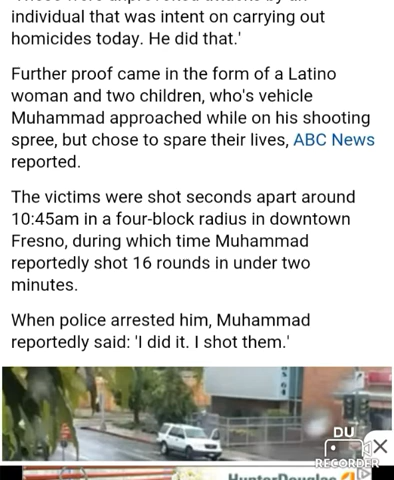 individual that was intent on carrying out
homicides today. He did that.'
Further proof came in the form of a Latino
woman and two children, who's vehicle
Muhammad approached while on his shooting
spree, but chose to spare their lives, ABC News
reported.
The victims were shot seconds apart around
10:45am in a four-block radius in downtown
Fresno, during which time Muhammad
reportedly shot 16 rounds in under two
minutes.
When police arrested him, Muhammad
reportedly said: 'I did it. I shot them.'
DU
RECORDER
HunterDouglas